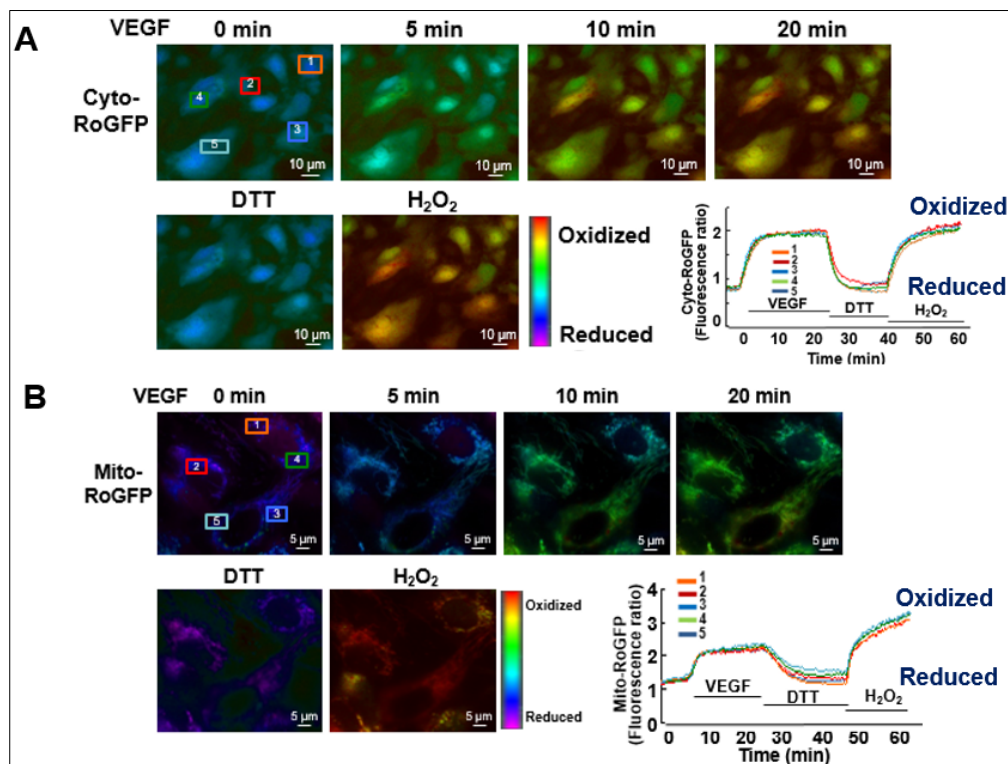 A
VEGF 0 min 5 min 10 min 20 min
Cyto-
RoGFP
1
2
4
3
5
10 µm 10 µm 10 µm 10 µm
DTT H₂O₂
Oxidized
Reduced
10 µm 10 µm
Cyto-RoGFP
(Fluorescence ratio)
2
1
0
1
2
3
4
5
VEGF DTT H₂O₂
0 10 20 30 40 50 60
Time (min)
Oxidized
Reduced
B
VEGF 0 min 5 min 10 min 20 min
Mito-
RoGFP
1
2
4
3
5
5 µm 5 µm 5 µm 5 µm
DTT H₂O₂
Oxidized
Reduced
5 µm 5 µm
Mito-RoGFP
(Fluorescence ratio)
4
3
2
1
0
1
2
3
4
5
VEGF DTT H₂O₂
0 10 20 30 40 50 60
Time (min)
Oxidized
Reduced